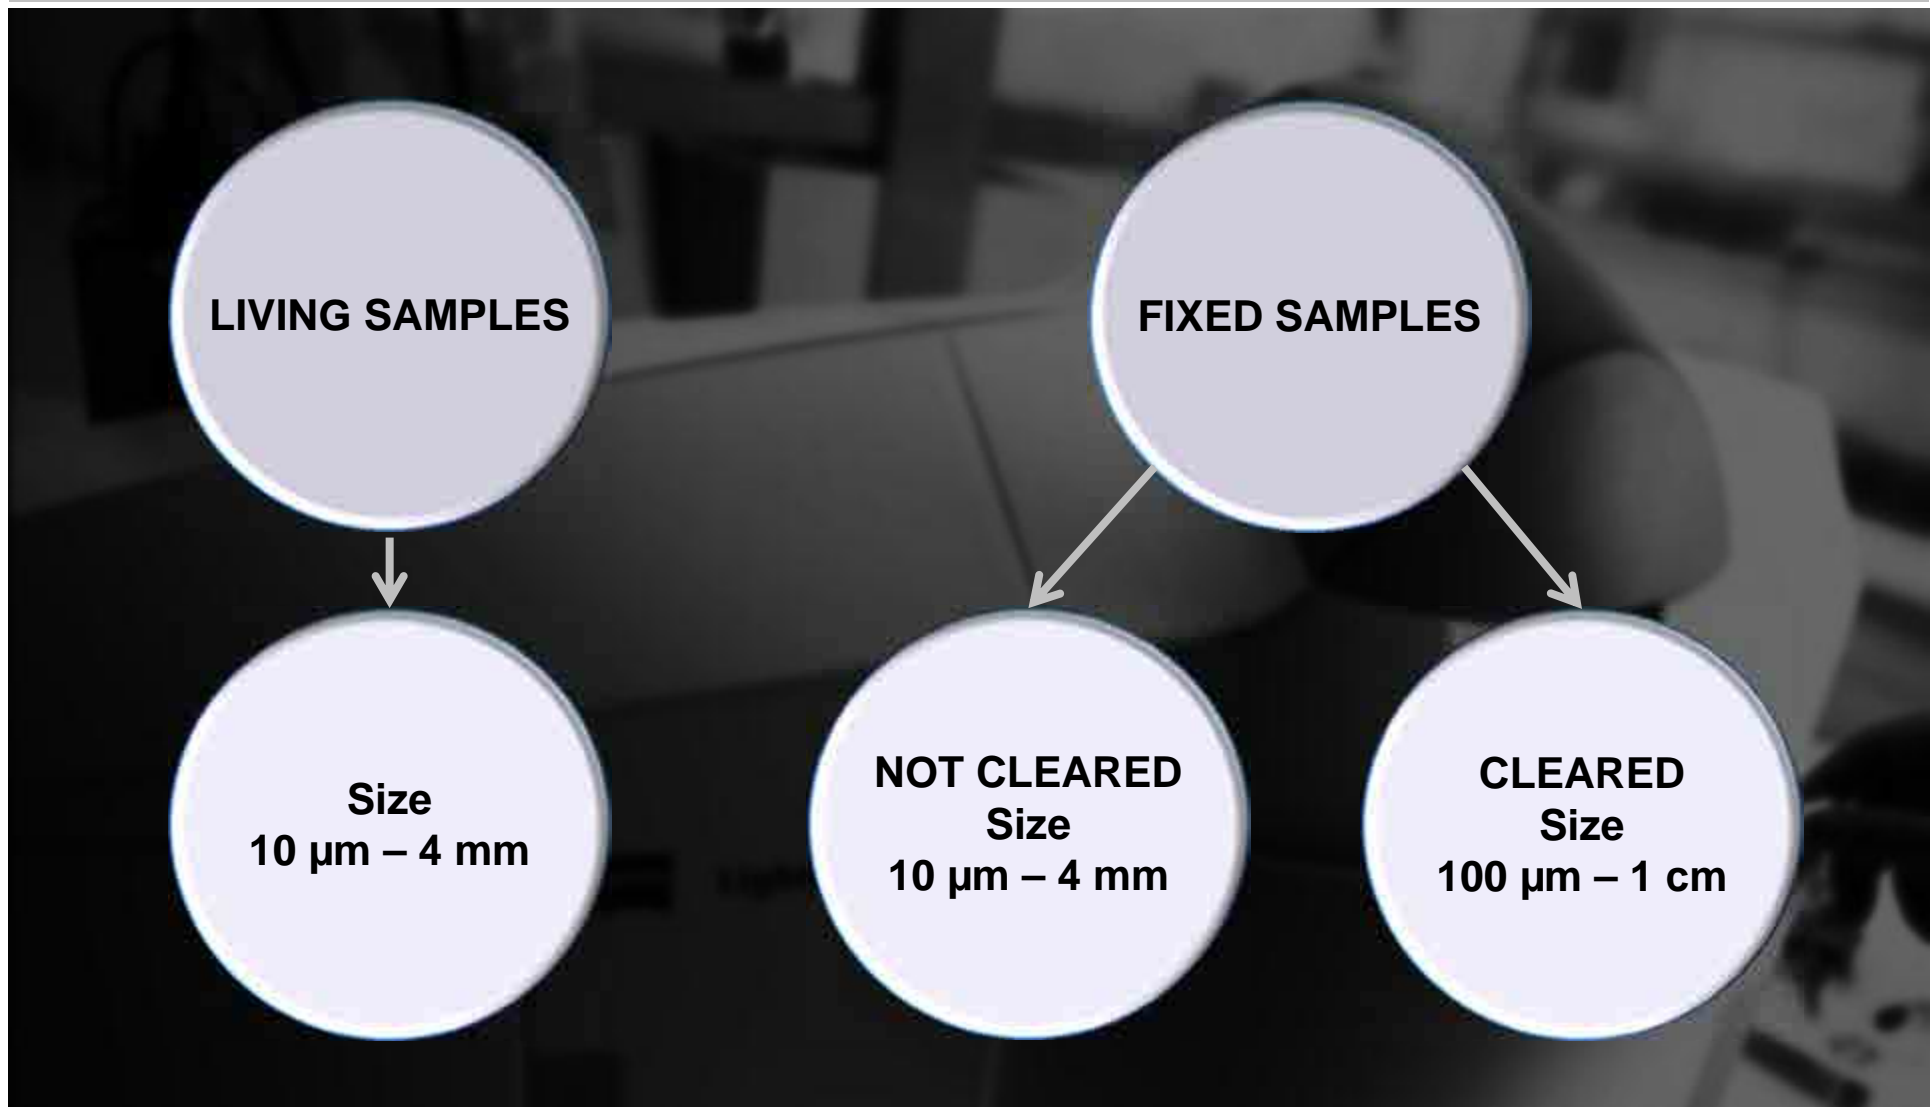 LIVING SAMPLES
FIXED SAMPLES
Size
10 µm – 4 mm
NOT CLEARED
Size
10 µm – 4 mm
CLEARED
Size
100 µm – 1 cm